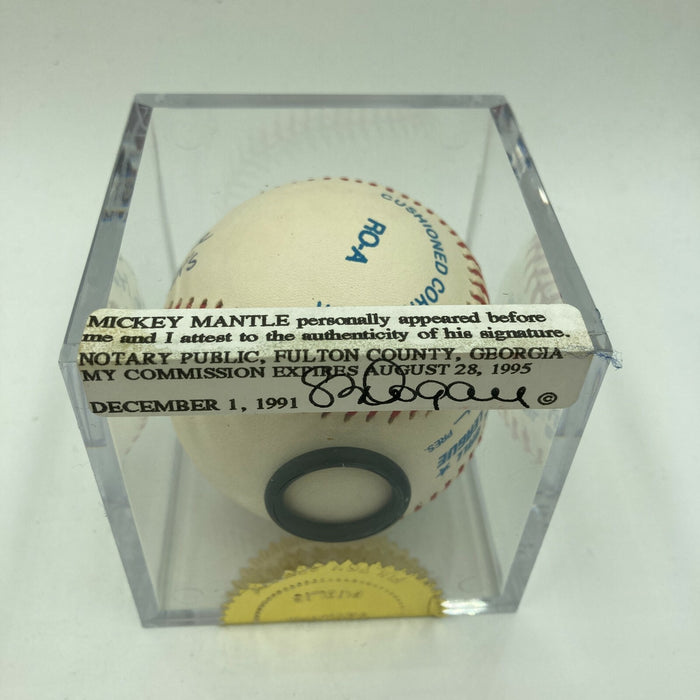 CUSHIONED
RO-A
MICKEY MANTLE personally appeared before
me and I attest to the authenticity of his signature.
NOTARY PUBLIC, FULTON COUNTY, GEORGIA
MY COMMISSION EXPIRES AUGUST 28, 1995
DECEMBER 1, 1991 ©
PRES.